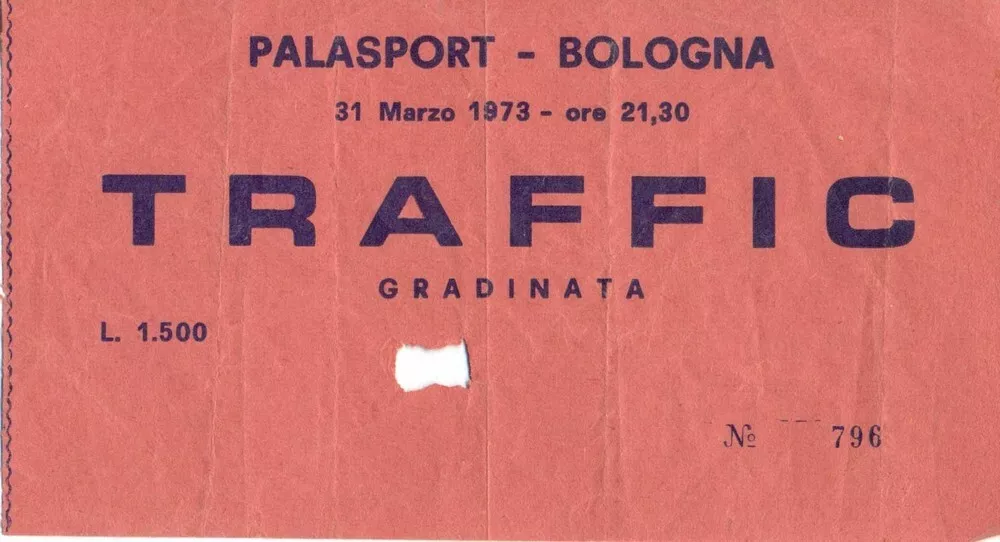 PALASPORT - BOLOGNA
31 Marzo 1973 - ore 21,30
TRAFFIC
GRADINATA
L. 1.500
№ 796